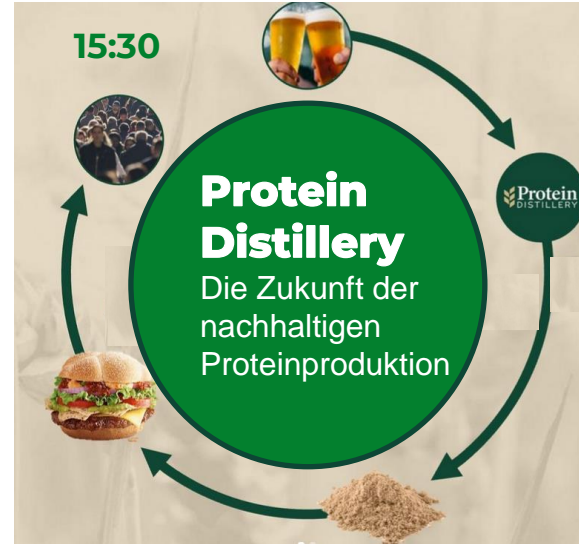 15:30
Protein
DISTILLERY
Protein
Distillery
Die Zukunft der
nachhaltigen
Proteinproduktion